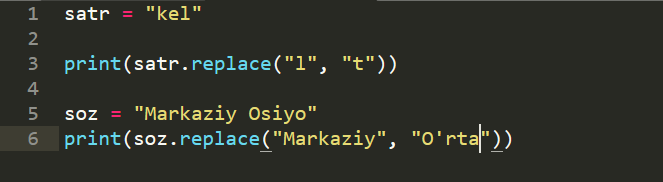 1 satr = "kel"
2
3 print(satr.replace("l", "t"))
4
5 soz = "Markaziy Osiyo"
6 print(soz.replace("Markaziy", "O'rta"))